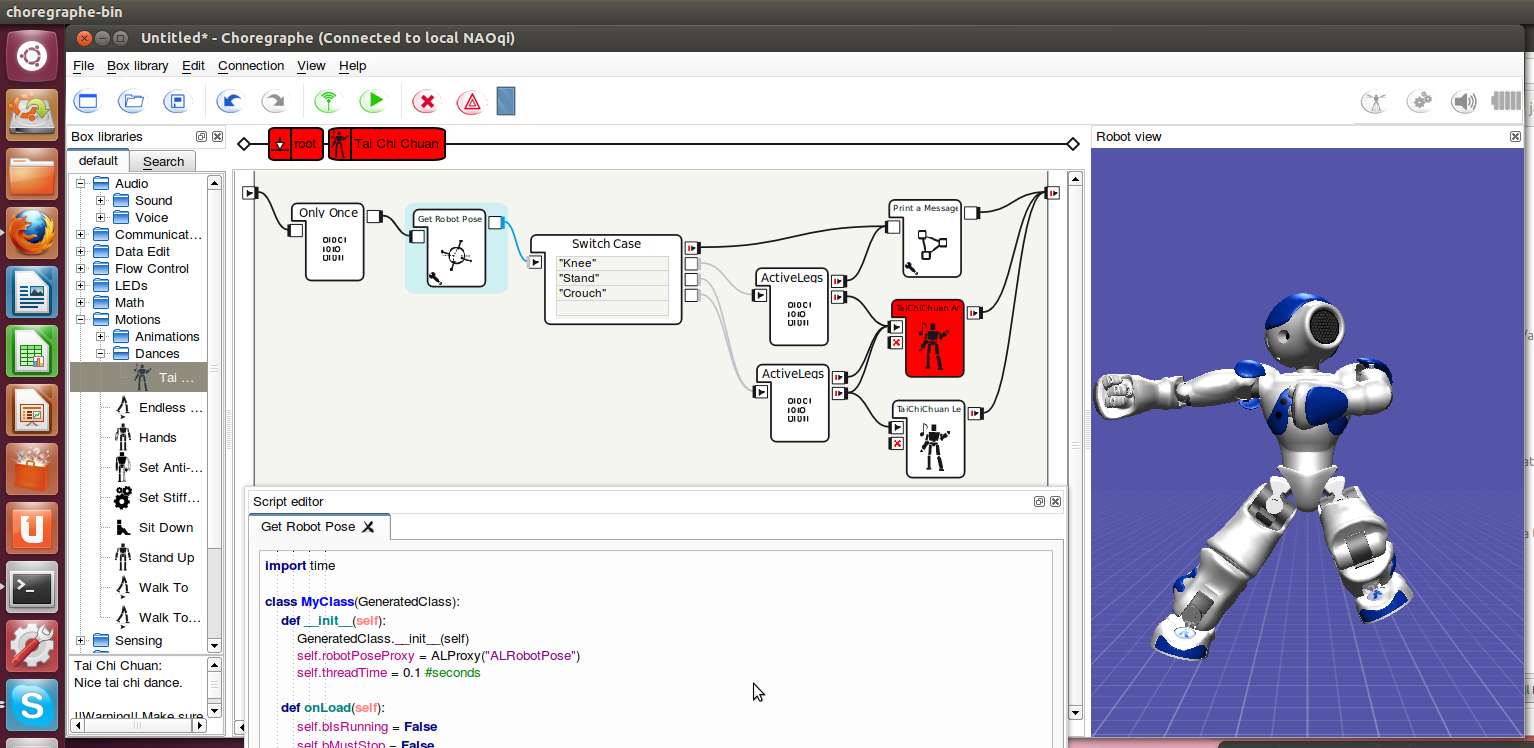 choregraphe-bin
Untitled* - Choregraphe (Connected to local NAOqi)
File Box library Edit Connection View Help
Box libraries
default Search
Audio
Sound
Voice
Communicat...
Data Edit
Flow Control
LEDs
Math
Motions
Animations
Dances
Tai ...
Endless ...
Hands
Set Anti-...
Set Stiff...
Sit Down
Stand Up
Walk To
Walk To...
Sensing
Tai Chi Chuan:
Nice tai chi dance.
!!Warning!! Make sure
root Tai Chi Chuan
Only Once
Get Robot Pose
Switch Case
"Knee"
"Stand"
"Crouch"
ActiveLegs
ActiveLegs
Print a Message
TaiChiChuan Ar
TaiChiChuan Le
Script editor
Get Robot Pose
import time
class MyClass(GeneratedClass):
def __init__(self):
GeneratedClass.__init__(self)
self.robotPoseProxy = ALProxy("ALRobotPose")
self.threadTime = 0.1 #seconds
def onLoad(self):
self.bIsRunning = False
self.bMustStop = False
Robot view